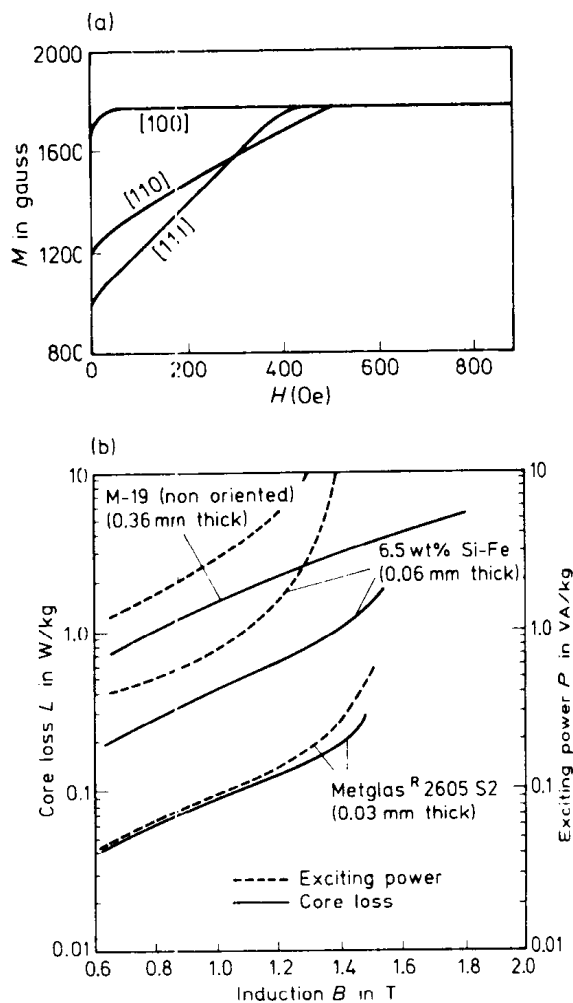 (a)
2000
1600
1200
800
M in gauss
[100]
[110]
[111]
0
200
400
600
800
H (Oe)
(b)
10
1.0
0.1
0.01
Core loss L in W/kg
M-19 (non oriented)
(0.36 mm thick)
6.5 wt% Si-Fe
(0.06 mm thick)
Metglas R 2605 S2
(0.03 mm thick)
Exciting power
Core loss
10
1.0
0.1
0.01
Exciting power P in VA/kg
0.6
0.8
1.0
1.2
1.4
1.6
1.8
2.0
Induction B in T